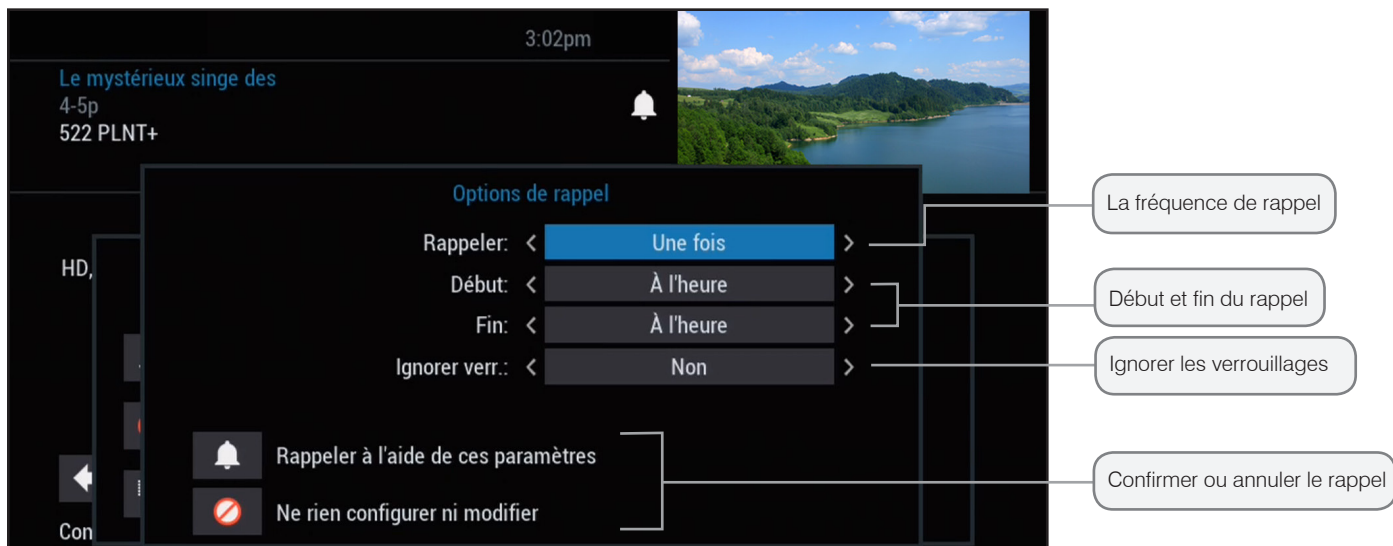 3:02pm
Le mystérieux singe des
4-5p
522 PLNT+
Options de rappel
Rappeler: < Une fois >
Début: < À l'heure >
Fin: < À l'heure >
Ignorer verr.: < Non >
HD,
Rappeler à l'aide de ces paramètres
Ne rien configurer ni modifier
Con
La fréquence de rappel
Début et fin du rappel
Ignorer les verrouillages
Confirmer ou annuler le rappel